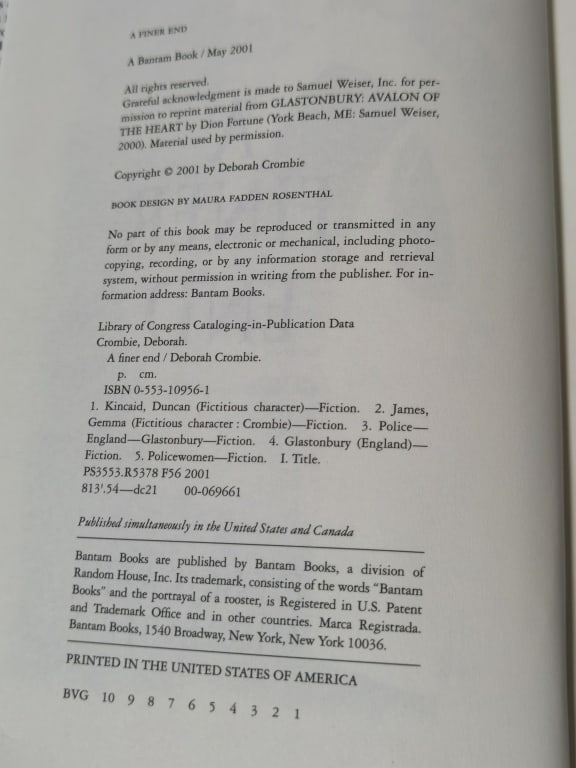 A FINER END
A Bantam Book / May 2001
All rights reserved.
Grateful acknowledgment is made to Samuel Weiser, Inc. for per-
mission to reprint material from GLASTONBURY: AVALON OF
THE HEART by Dion Fortune (York Beach, ME: Samuel Weiser,
2000). Material used by permission.
Copyright © 2001 by Deborah Crombie
BOOK DESIGN BY MAURA FADDEN ROSENTHAL
No part of this book may be reproduced or transmitted in any
form or by any means, electronic or mechanical, including photo-
copying, recording, or by any information storage and retrieval
system, without permission in writing from the publisher. For in-
formation address: Bantam Books.
Library of Congress Cataloging-in-Publication Data
Crombie, Deborah.
A finer end / Deborah Crombie.
p. cm.
ISBN 0-553-10956-1
1. Kincaid, Duncan (Fictitious character)—Fiction. 2. James,
Gemma (Fictitious character : Crombie)—Fiction. 3. Police—
England—Glastonbury—Fiction. 4. Glastonbury (England)—
Fiction. 5. Policewomen—Fiction. I. Title.
PS3553.R5378 F56 2001
813'.54—dc21 00-069661
Published simultaneously in the United States and Canada
Bantam Books are published by Bantam Books, a division of
Random House, Inc. Its trademark, consisting of the words "Bantam
Books" and the portrayal of a rooster, is Registered in U.S. Patent
and Trademark Office and in other countries. Marca Registrada.
Bantam Books, 1540 Broadway, New York, New York 10036.
PRINTED IN THE UNITED STATES OF AMERICA
BVG 10 9 8 7 6 5 4 3 2 1